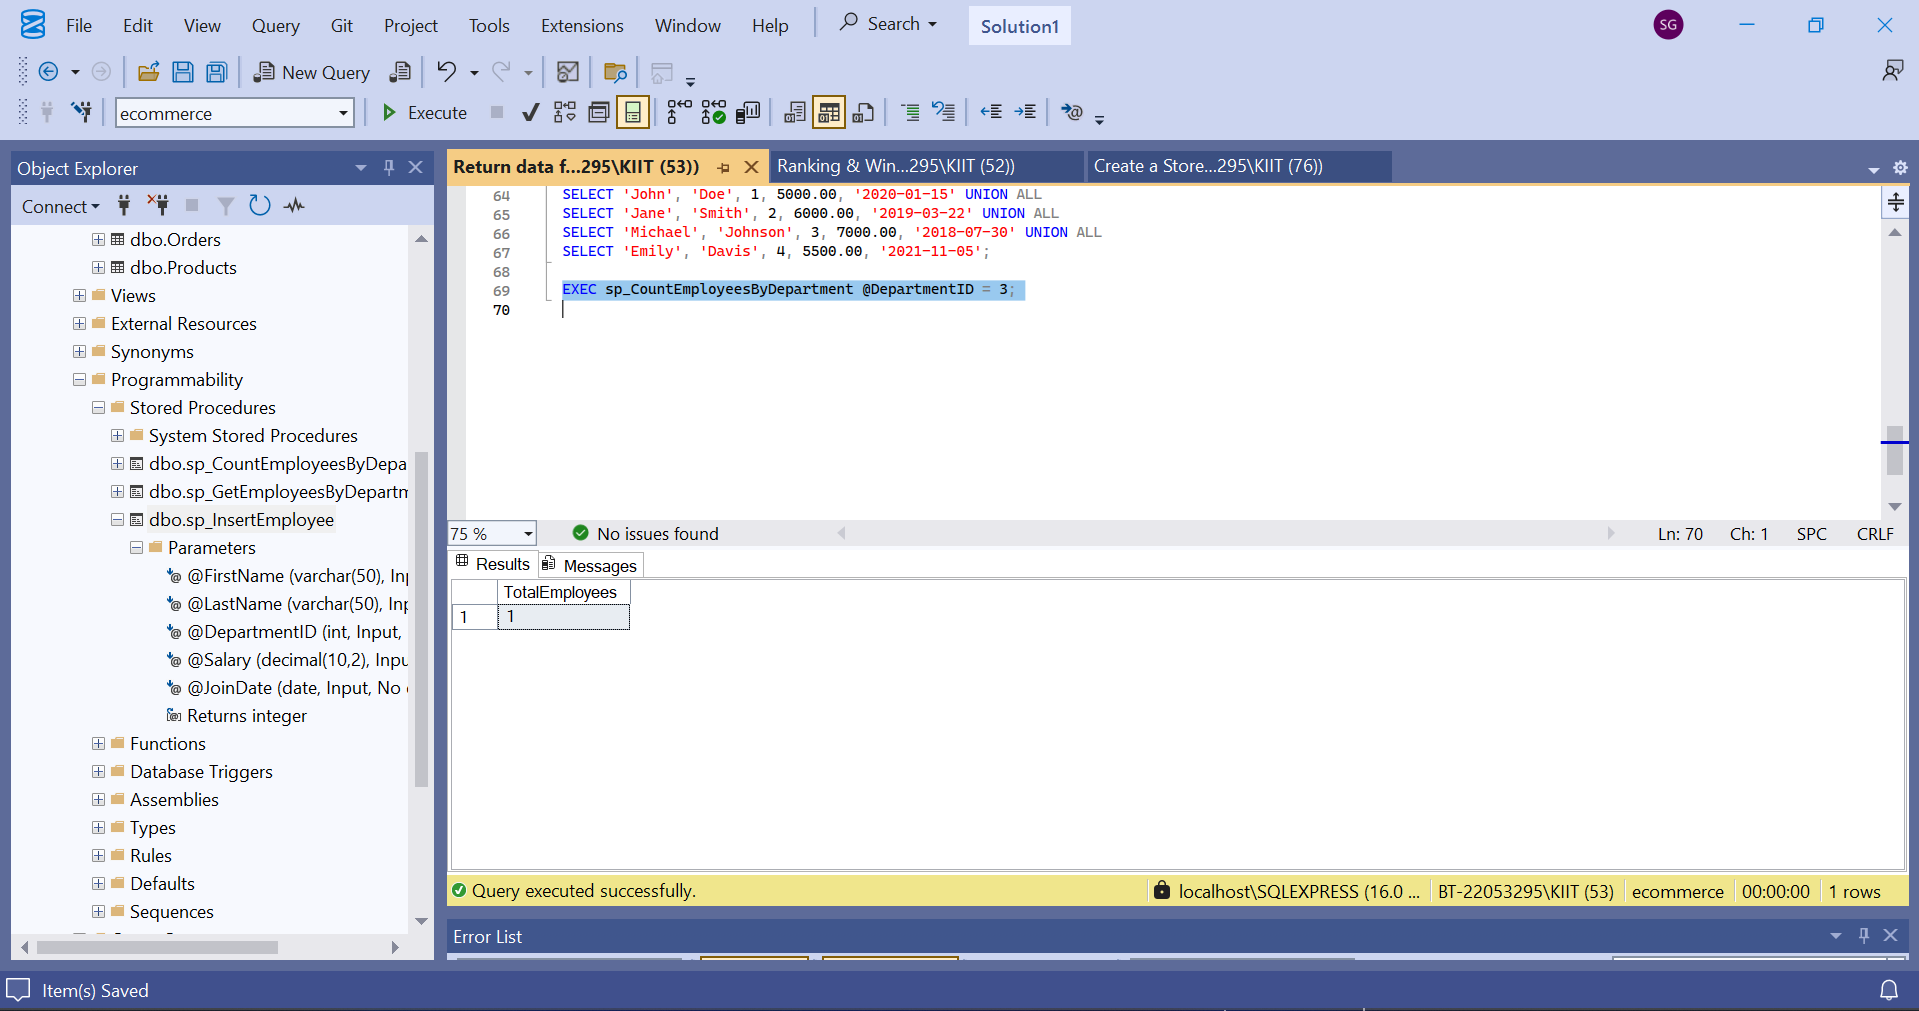 File Edit View Query Git Project Tools Extensions Window Help Search Solution1 SG
New Query
ecommerce Execute
Object Explorer
Connect
dbo.Orders
dbo.Products
Views
External Resources
Synonyms
Programmability
Stored Procedures
System Stored Procedures
dbo.sp_CountEmployeesByDepa
dbo.sp_GetEmployeesByDepartm
dbo.sp_InsertEmployee
Parameters
@FirstName (varchar(50), Inp
@LastName (varchar(50), Inp
@DepartmentID (int, Input,
@Salary (decimal(10,2), Inpu
@JoinDate (date, Input, No
Returns integer
Functions
Database Triggers
Assemblies
Types
Rules
Defaults
Sequences
Return data f...295\KIIT (53)) Ranking & Win...295\KIIT (52)) Create a Store...295\KIIT (76))
64 SELECT 'John', 'Doe', 1, 5000.00, '2020-01-15' UNION ALL
65 SELECT 'Jane', 'Smith', 2, 6000.00, '2019-03-22' UNION ALL
66 SELECT 'Michael', 'Johnson', 3, 7000.00, '2018-07-30' UNION ALL
67 SELECT 'Emily', 'Davis', 4, 5500.00, '2021-11-05';
68
69 EXEC sp_CountEmployeesByDepartment @DepartmentID = 3;
70
75 % No issues found Ln: 70 Ch: 1 SPC CRLF
Results Messages
TotalEmployees
1 1
Query executed successfully. localhost\SQLEXPRESS (16.0 ... BT-22053295\KIIT (53) ecommerce 00:00:00 1 rows
Error List
Item(s) Saved